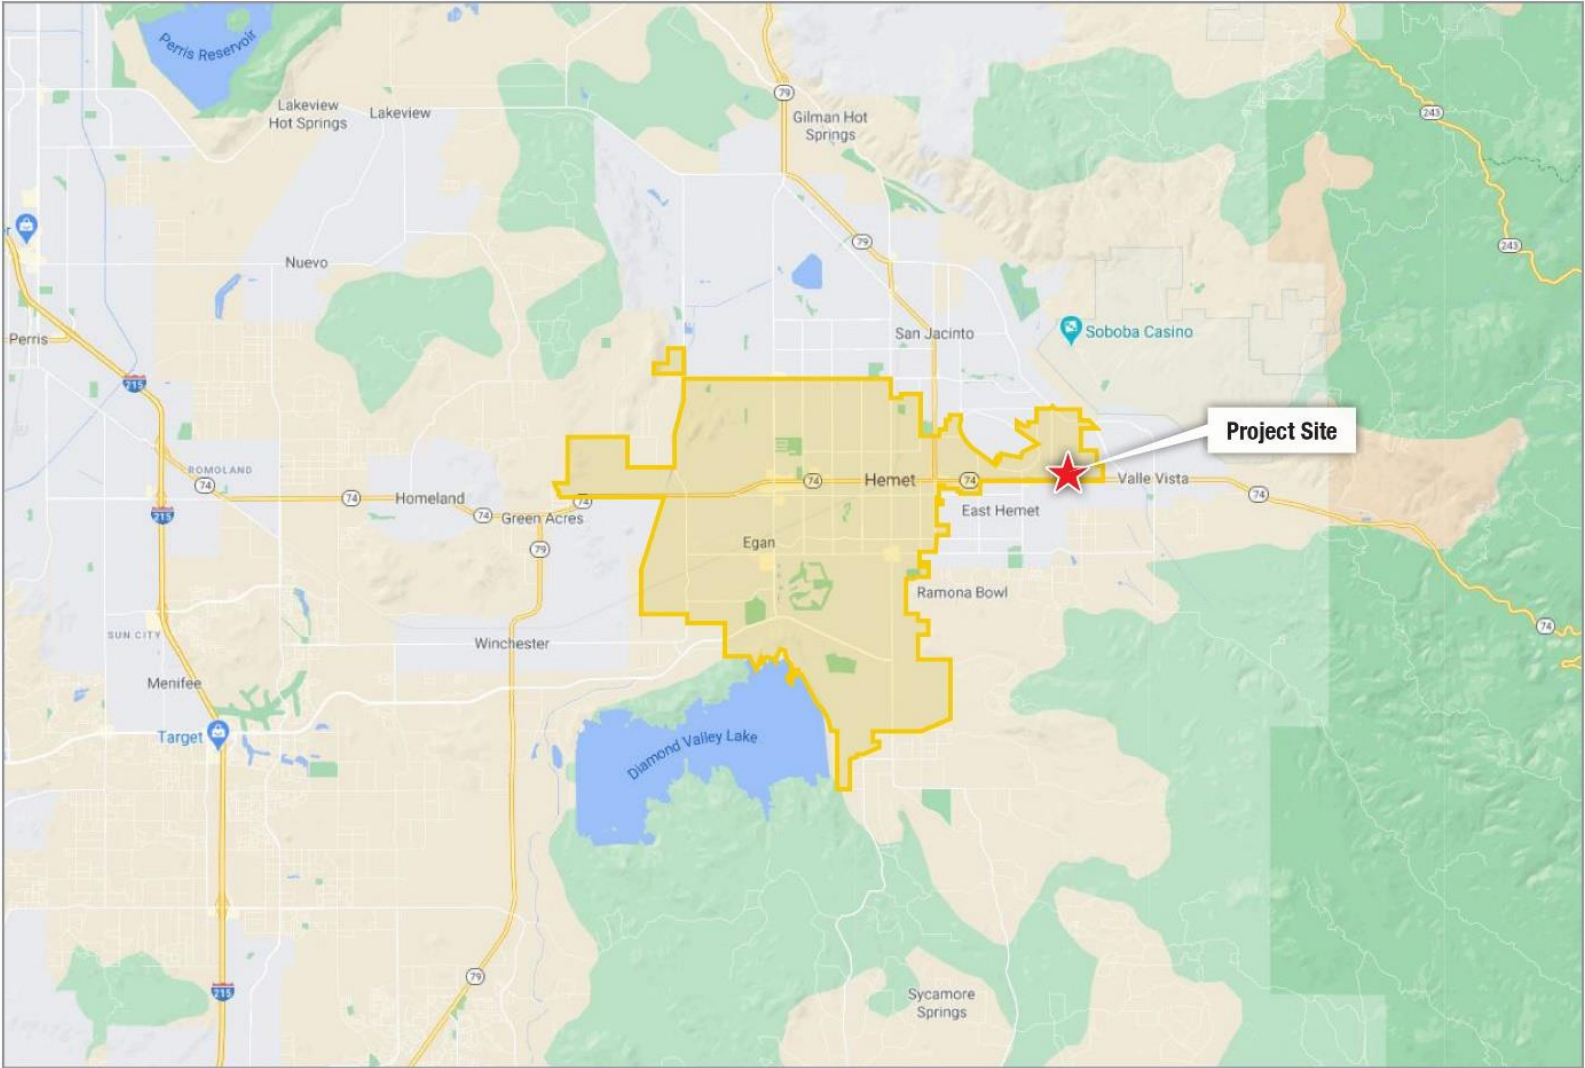 Perris Reservoir
Lakeview
Hot Springs
Lakeview
79
Gilman Hot
Springs
243
r
79
243
Nuevo
Perris
San Jacinto
Soboba Casino
215
Project Site
ROMOLAND
74
74
Homeland
74
Green Acres
74
74
Hemet
74
Valle Vista
74
215
East Hemet
79
Egan
Ramona Bowl
SUN CITY
Winchester
74
Menifee
Target
Diamond Valley Lake
79
215
Sycamore
Springs